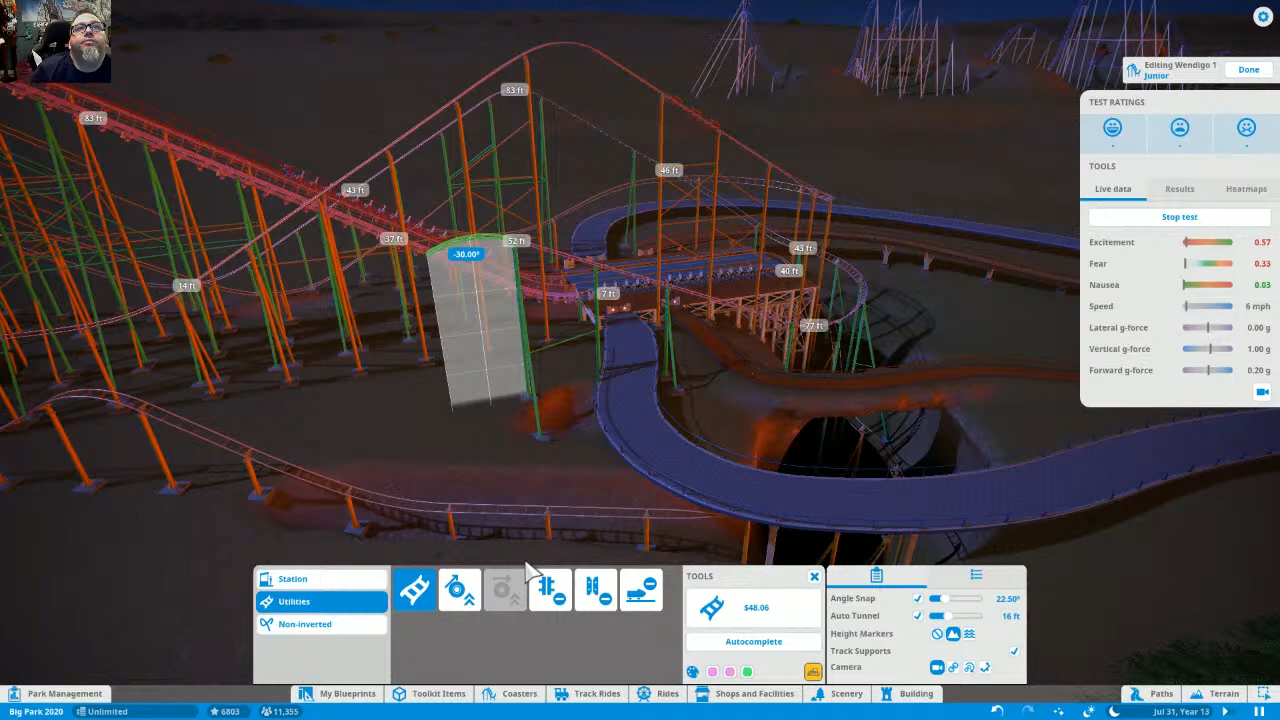 Editing Wendigo 1
Junior
Done
TEST RATINGS
TOOLS
Live data Results Heatmaps
Stop test
Excitement 0.57
Fear 0.33
Nausea 0.03
Speed 6 mph
Lateral g-force 0.00 g
Vertical g-force 1.00 g
Forward g-force 0.20 g
83 ft
83 ft
46 ft
43 ft
37 ft
52 ft
-30.00°
43 ft
40 ft
14 ft
7 ft
77 ft
Station
Utilities
Non-inverted
TOOLS
$48.06
Autocomplete
Angle Snap 22.50°
Auto Tunnel 16 ft
Height Markers
Track Supports
Camera
Park Management My Blueprints Toolkit Items Coasters Track Rides Rides Shops and Facilities Scenery Building Paths Terrain
Big Park 2020 Unlimited 6803 11,355 Jul 31, Year 13